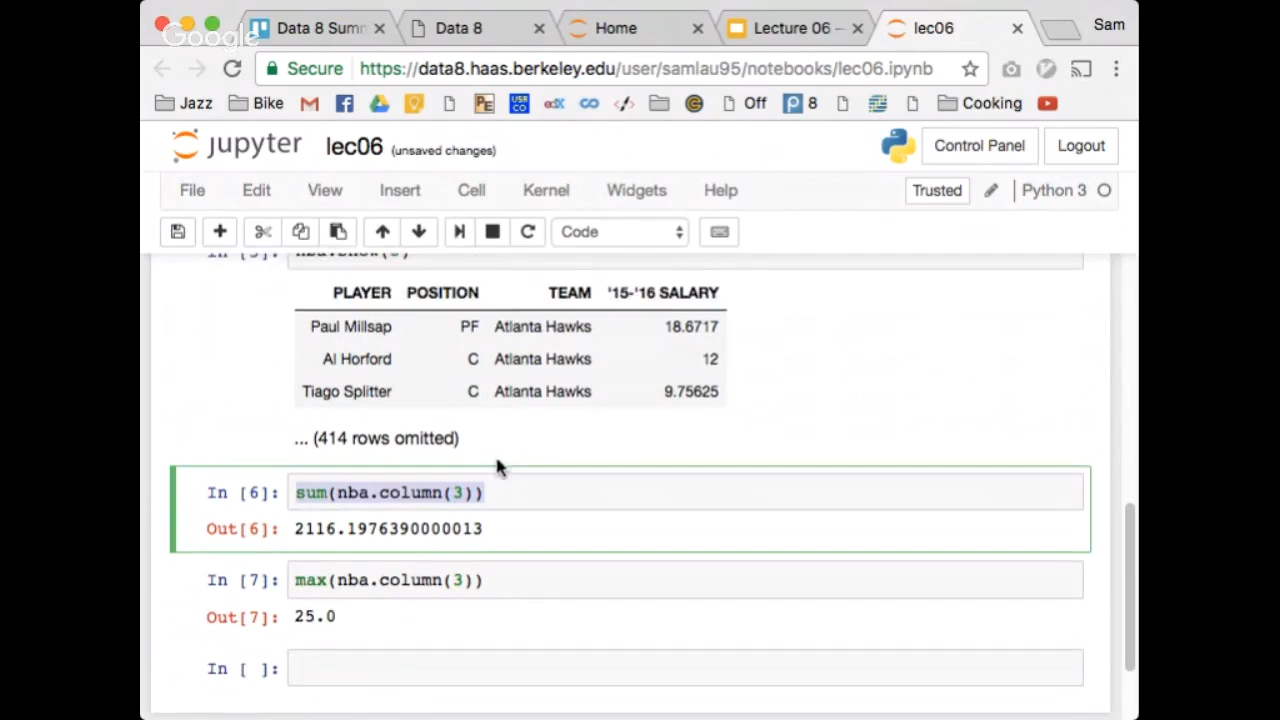 Google
Data 8 Sumr
Data 8
Home
Lecture 06 –
lec06
Sam
Secure
https://data8.haas.berkeley.edu/user/samlau95/notebooks/lec06.ipynb
Jazz
Bike
Off
8
Cooking
jupyter
lec06 (unsaved changes)
Control Panel
Logout
File Edit View Insert Cell Kernel Widgets Help
Trusted
Python 3
Code
PLAYER POSITION TEAM '15-'16 SALARY
Paul Millsap PF Atlanta Hawks 18.6717
Al Horford C Atlanta Hawks 12
Tiago Splitter C Atlanta Hawks 9.75625
... (414 rows omitted)
In [6]: sum(nba.column(3))
Out[6]: 2116.1976390000013
In [7]: max(nba.column(3))
Out[7]: 25.0
In [ ]: